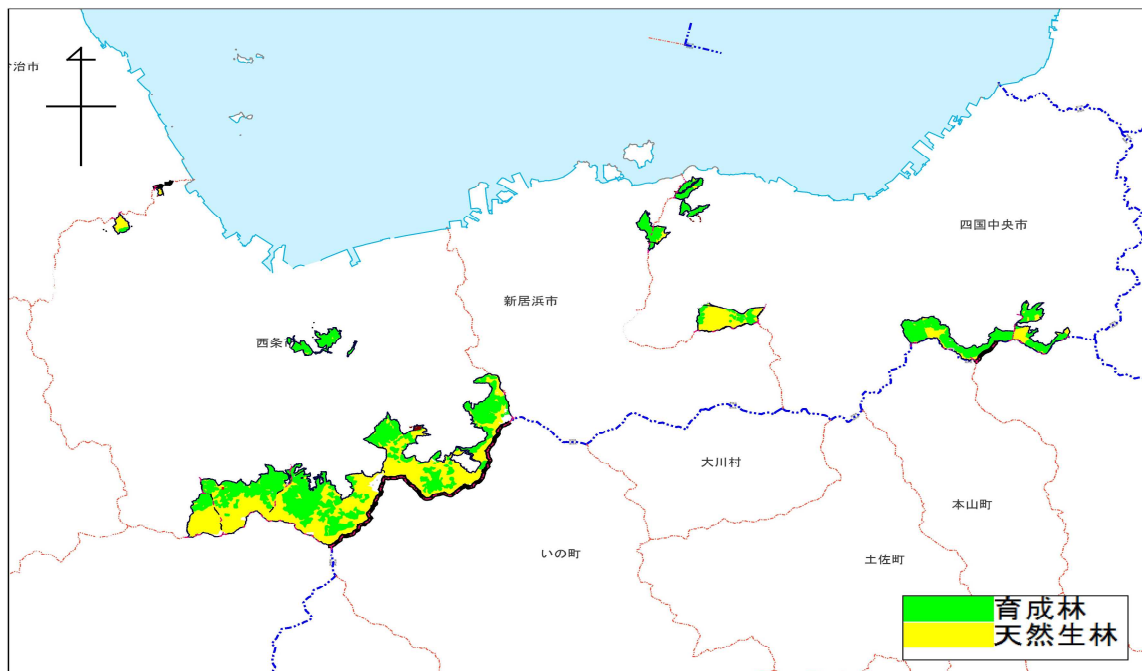 治市
四国中央市
新居浜市
西条
大川村
本山町
いの町
土佐町
育成林
天然生林